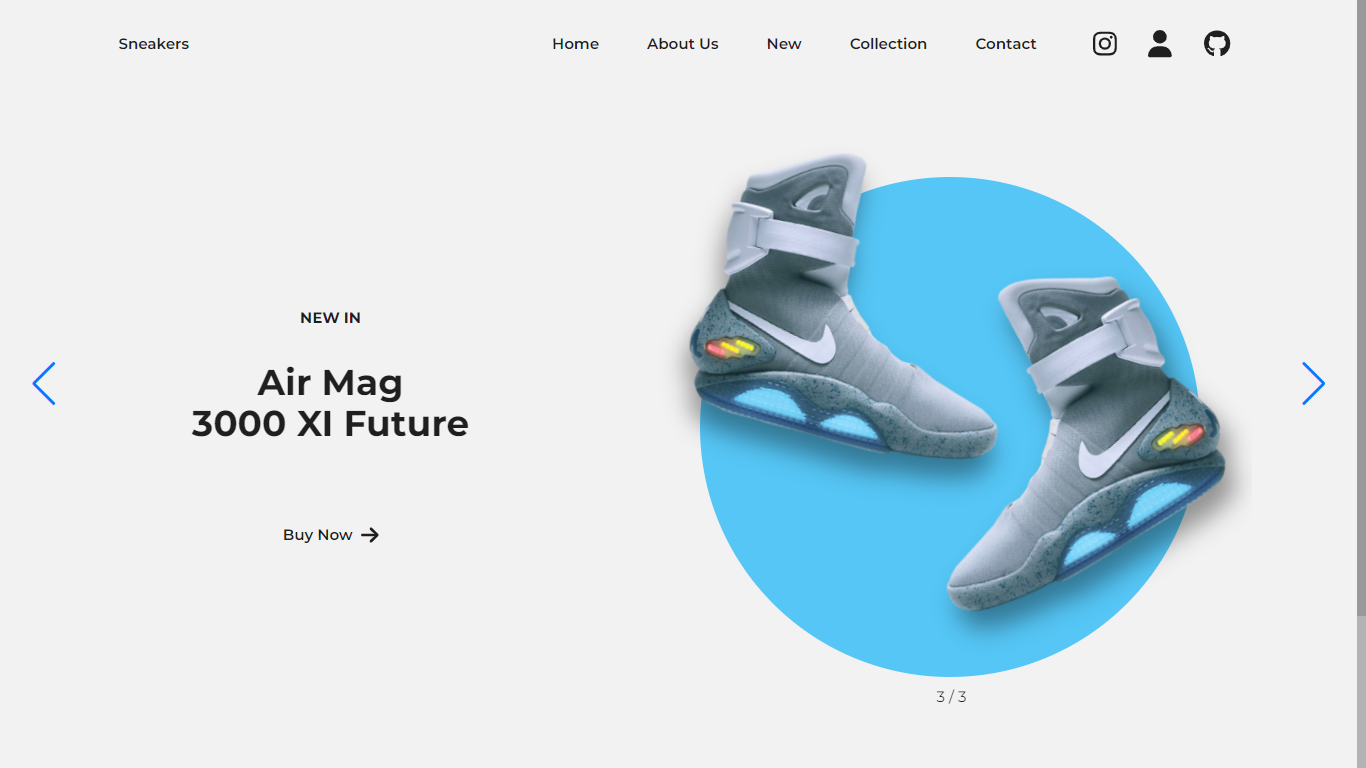 Sneakers
Home
About Us
New
Collection
Contact
NEW IN
Air Mag
3000 XI Future
Buy Now
3 / 3